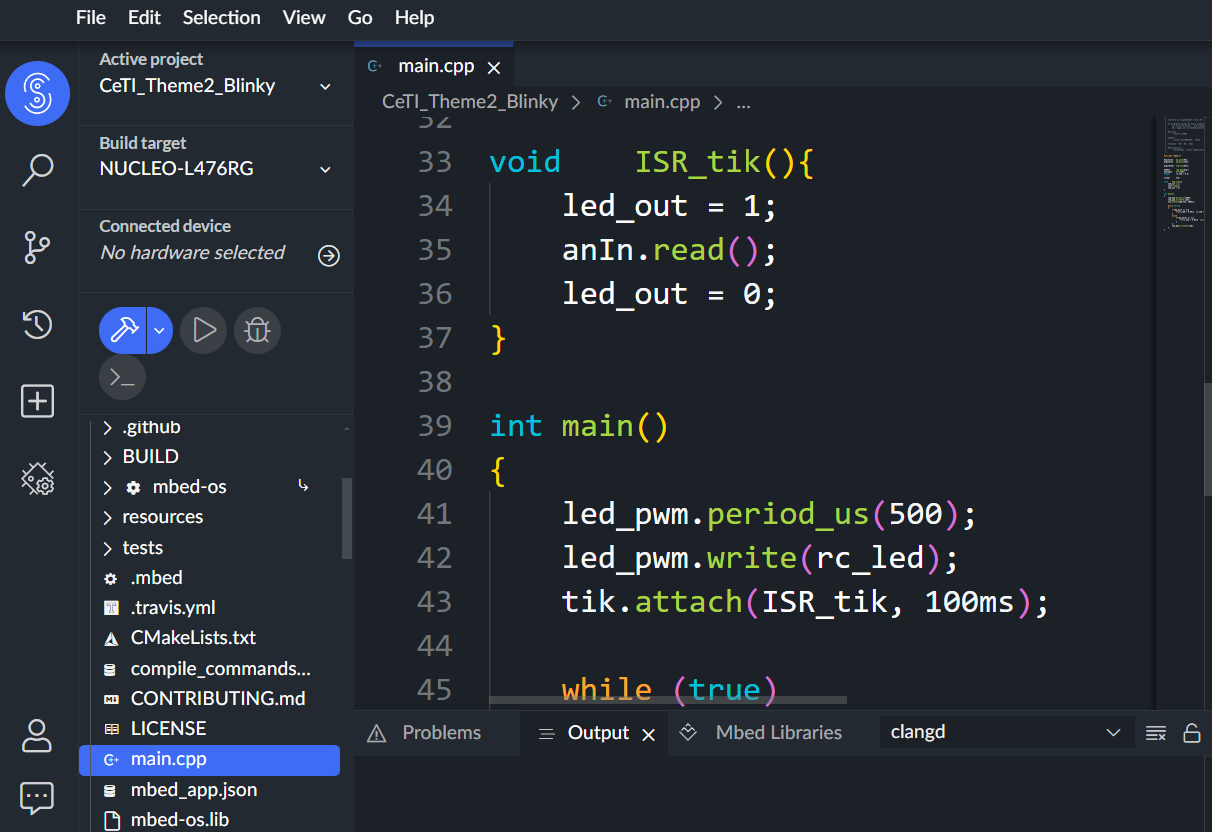 File Edit Selection View Go Help
Active project
CeTI_Theme2_Blinky
Build target
NUCLEO-L476RG
Connected device
No hardware selected
.github
BUILD
mbed-os
resources
tests
.mbed
.travis.yml
CMakeLists.txt
compile_commands...
CONTRIBUTING.md
LICENSE
main.cpp
mbed_app.json
mbed-os.lib
main.cpp
CeTI_Theme2_Blinky > main.cpp > ...
32
33 void    ISR_tik(){
34     led_out = 1;
35     anIn.read();
36     led_out = 0;
37 }
38
39 int main()
40 {
41     led_pwm.period_us(500);
42     led_pwm.write(rc_led);
43     tik.attach(ISR_tik, 100ms);
44
45     while (true)
Problems Output Mbed Libraries clangd